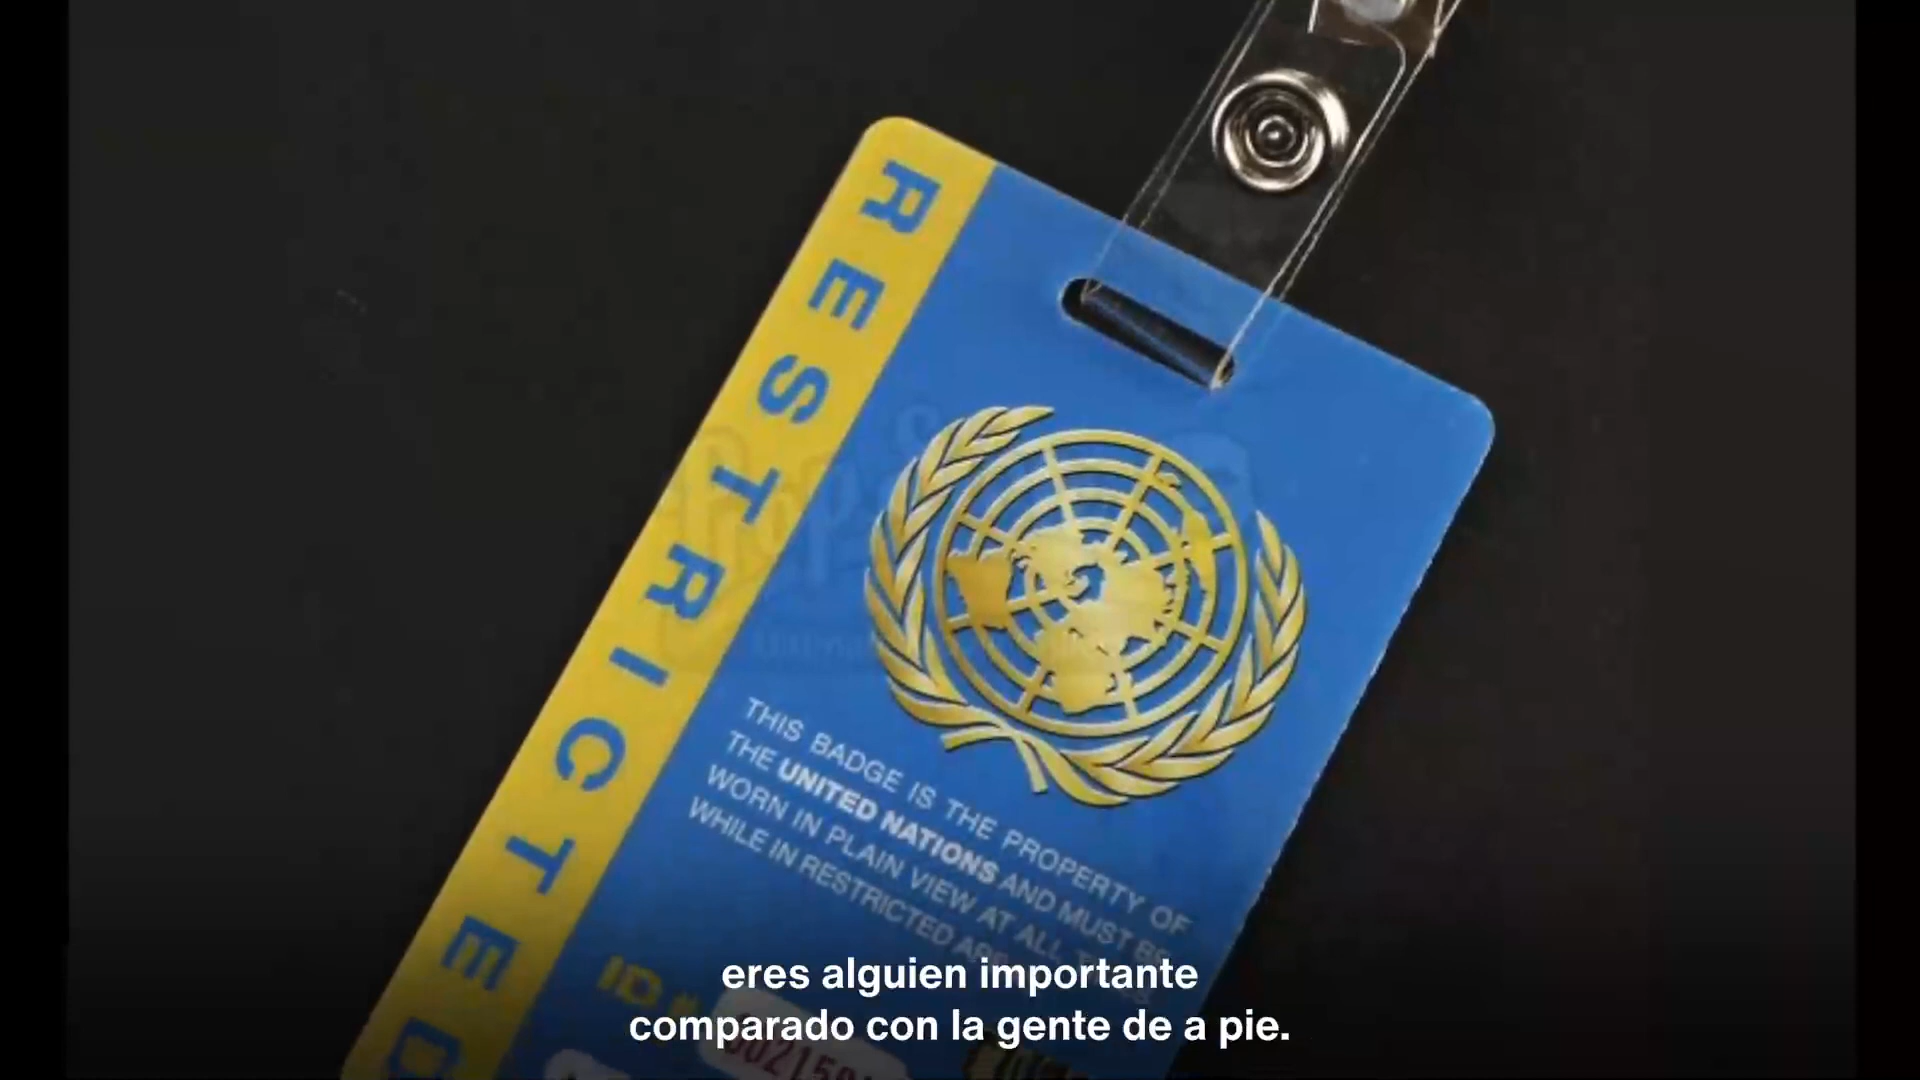 RESTRICTED
THIS BADGE IS THE PROPERTY OF
THE UNITED NATIONS AND MUST BE
WORN IN PLAIN VIEW AT ALL
WHILE IN RESTRICTED
ID #
eres alguien importante
comparado con la gente de a pie.